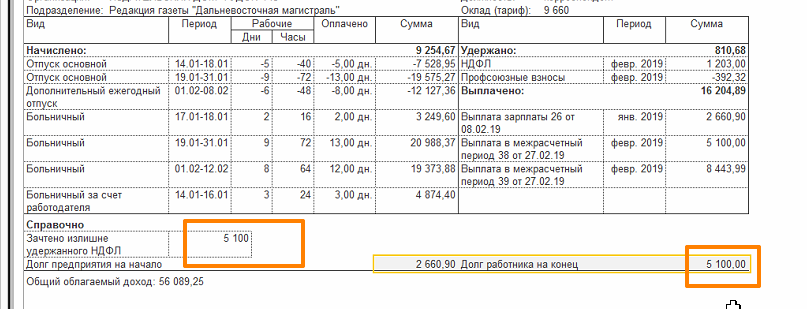 Подразделение: Редакция газеты "Дальневосточная магистраль" Оклад (тариф): 9 660
Вид Период Рабочие Оплачено Сумма Вид Период Сумма
Дни Часы
Начислено: 9 254,67 Удержано: 810,68
Отпуск основной 14.01-18.01 -5 -40 -5,00 дн. -7 528,95 НДФЛ февр. 2019 1 203,00
Отпуск основной 19.01-31.01 -9 -72 -13,00 дн. -19 575,27 Профсоюзные взносы февр. 2019 -392,32
Дополнительный ежегодный отпуск 01.02-08.02 -6 -48 -8,00 дн. -12 127,36 Выплачено: 16 204,89
Больничный 17.01-18.01 2 16 2,00 дн. 3 249,60 Выплата зарплаты 26 от 08.02.19 янв. 2019 2 660,90
Больничный 19.01-31.01 9 72 13,00 дн. 20 988,37 Выплата в межрасчетный период 38 от 27.02.19 февр. 2019 5 100,00
Больничный 01.02-12.02 8 64 12,00 дн. 19 373,88 Выплата в межрасчетный период 39 от 27.02.19 февр. 2019 8 443,99
Больничный за счет работодателя 14.01-16.01 3 24 3,00 дн. 4 874,40
Справочно
Зачтено излишне удержанного НДФЛ 5 100
Долг предприятия на начало 2 660,90 Долг работника на конец 5 100,00
Общий облагаемый доход: 56 089,25